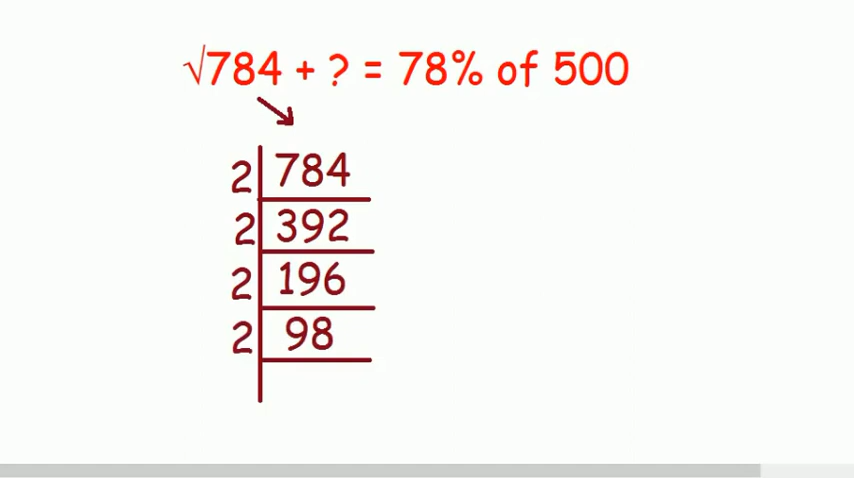 √784 + ? = 78% of 500
2 784
2 392
2 196
2 98